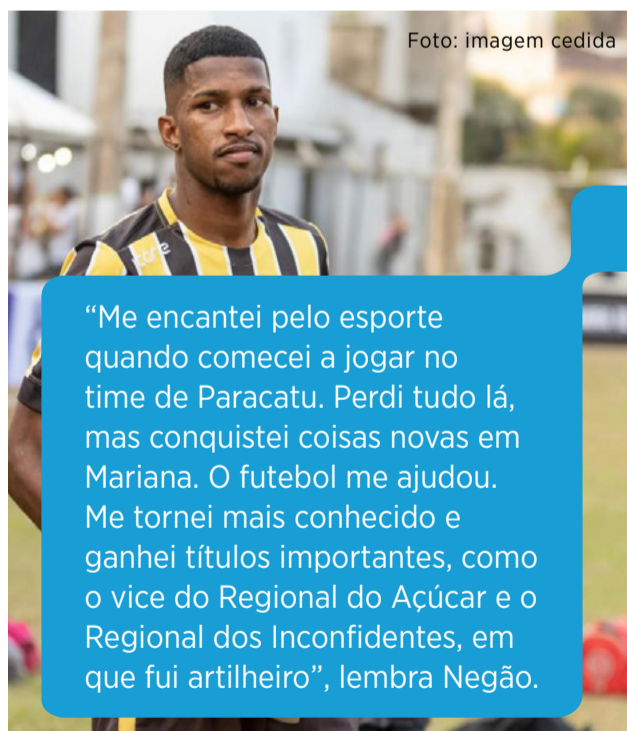 Foto: imagem cedida
“Me encantei pelo esporte
quando comecei a jogar no
time de Paracatu. Perdi tudo lá,
mas conquistei coisas novas em
Mariana. O futebol me ajudou.
Me tornei mais conhecido e
ganhei títulos importantes, como
o vice do Regional do Açúcar e o
Regional dos Inconfidentes, em
que fui artilheiro”, lembra Negão.